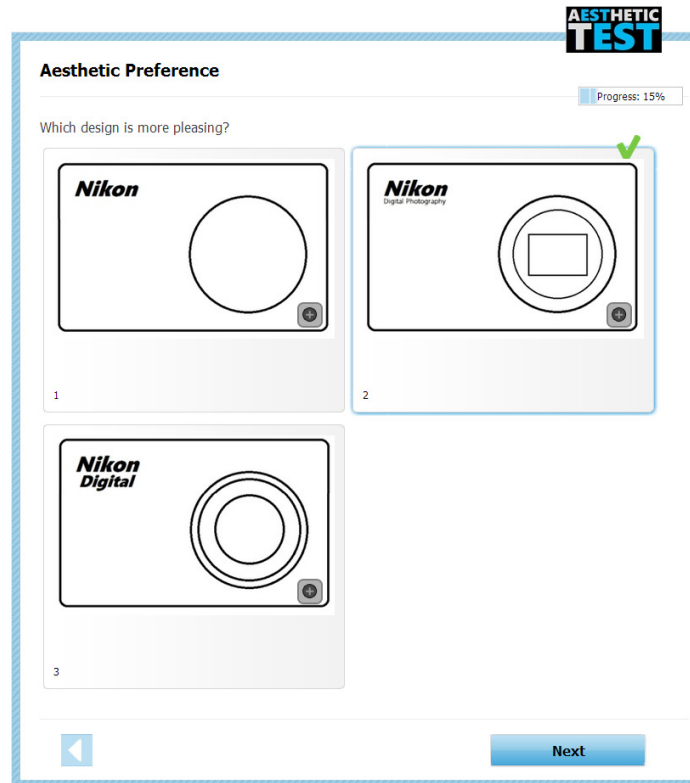 AESTHETIC
TEST
Aesthetic Preference
Progress: 15%
Which design is more pleasing?
Nikon
1
Nikon
Digital Photography
2
Nikon
Digital
3
Next